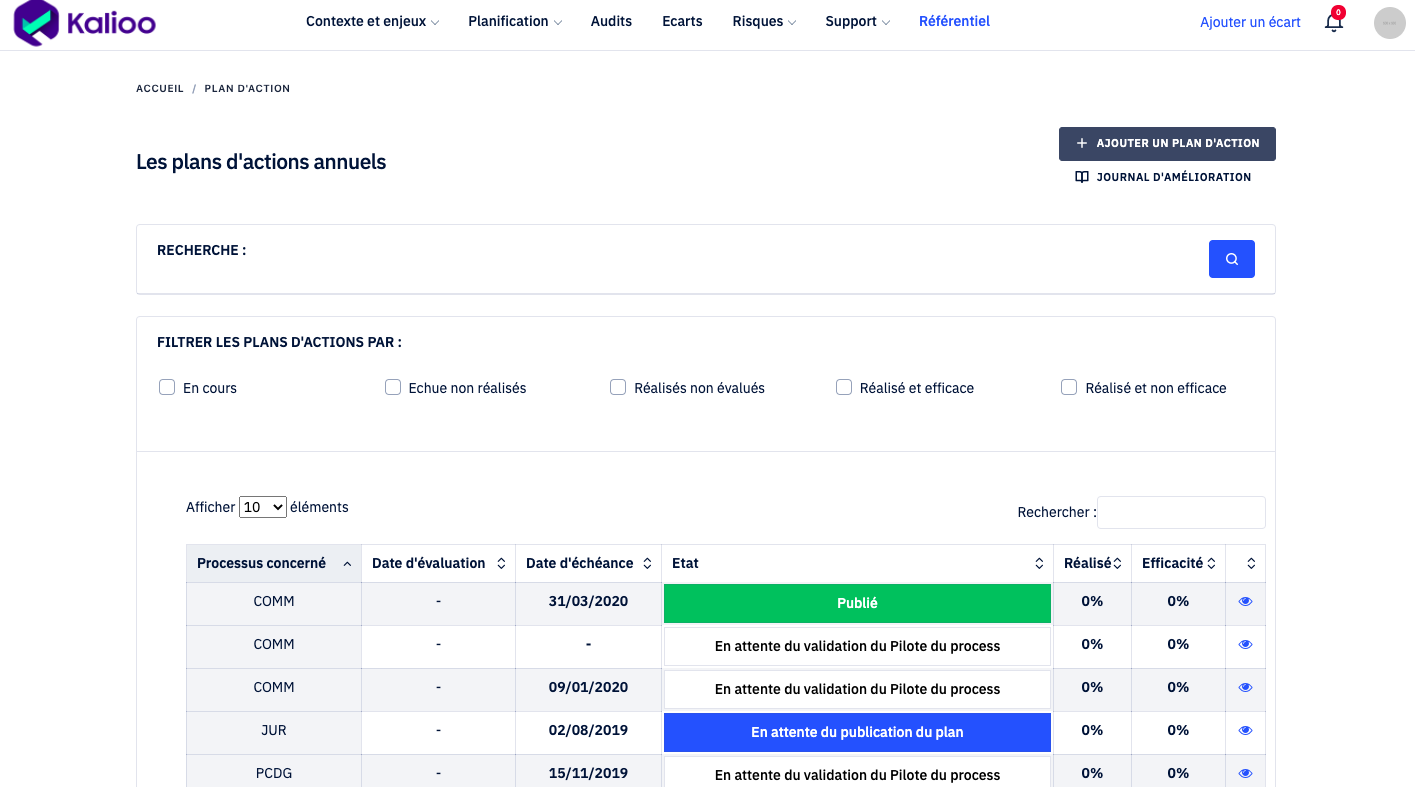 Kalioo
Contexte et enjeux Planification Audits Ecarts Risques Support Référentiel Ajouter un écart 0
ACCUEIL / PLAN D'ACTION
AJOUTER UN PLAN D'ACTION
Les plans d'actions annuels
JOURNAL D'AMÉLIORATION
RECHERCHE :
FILTRER LES PLANS D'ACTIONS PAR :
En cours Echue non réalisés Réalisés non évalués Réalisé et efficace Réalisé et non efficace
Afficher 10 éléments Rechercher :
Processus concerné Date d'évaluation Date d'échéance Etat Réalisé Efficacité
COMM - 31/03/2020 Publié 0% 0%
COMM - - En attente du validation du Pilote du process 0% 0%
COMM - 09/01/2020 En attente du validation du Pilote du process 0% 0%
JUR - 02/08/2019 En attente du publication du plan 0% 0%
PCDG - 15/11/2019 En attente du validation du Pilote du process 0% 0%